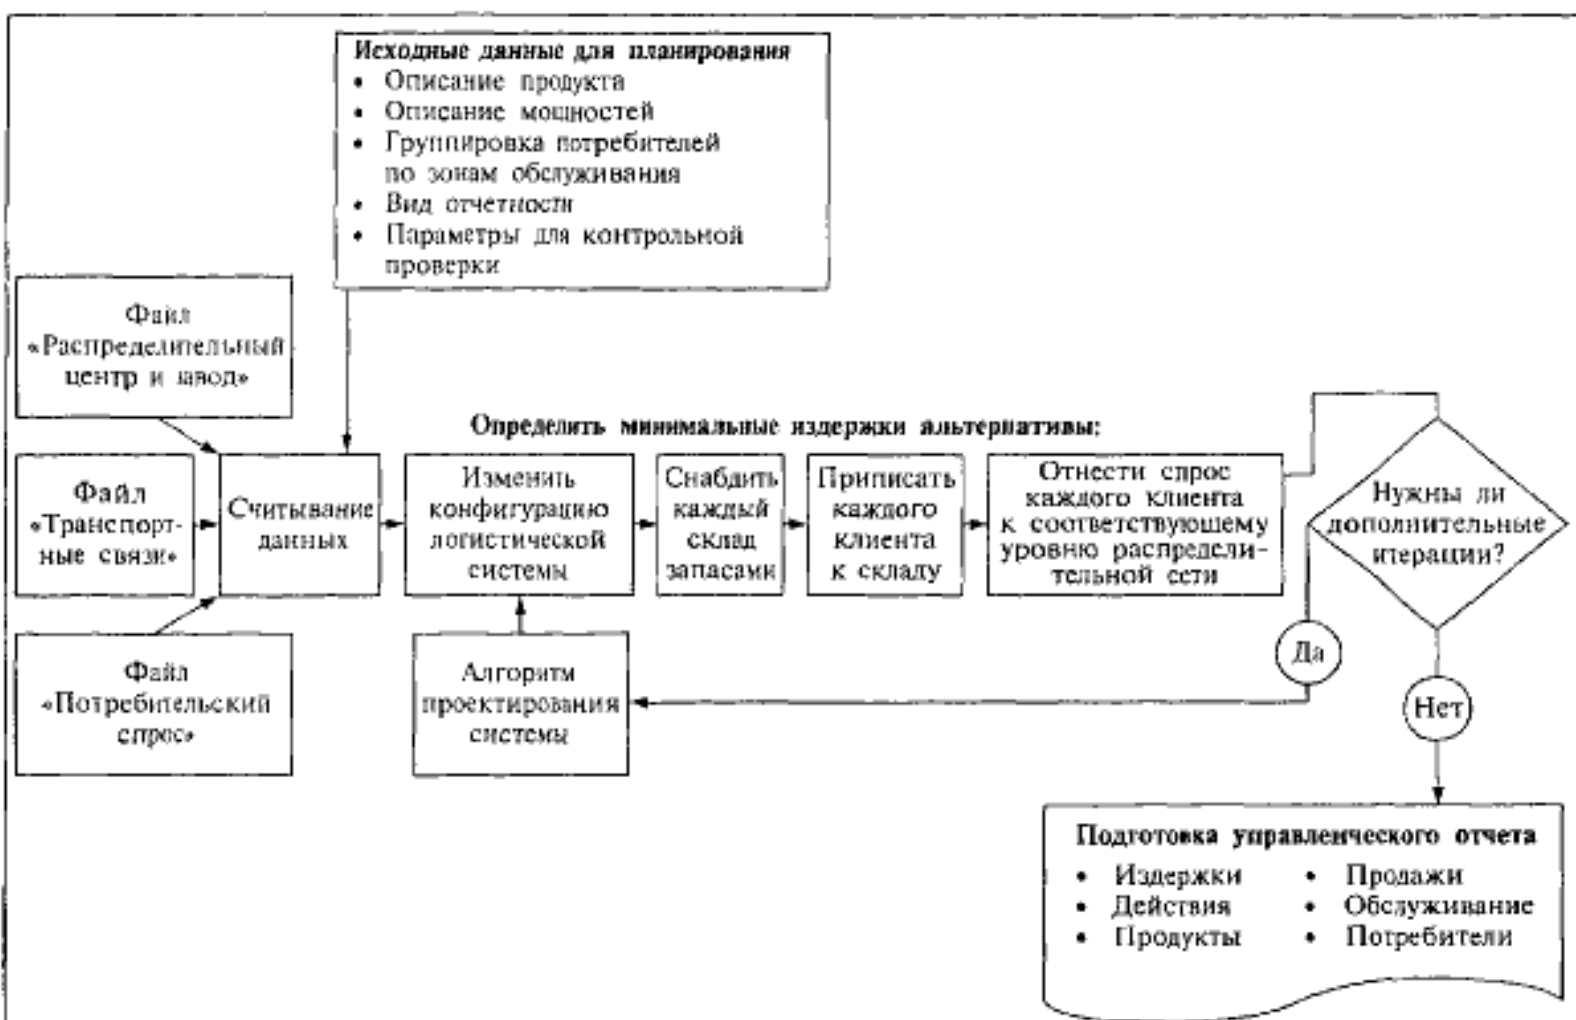 Исходные данные для планирования
• Описание продукта
• Описание мощностей
• Группировка потребителей
по зонам обслуживания
• Вид отчетности
• Параметры для контрольной
проверки
Файл
«Распределительный
центр и завод»
Файл
«Транспорт-
ные связи»
Файл
«Потребительский
спрос»
Считывание
данных
Определить минимальные издержки альтернативы:
Изменить
конфигурацию
логистической
системы
Снабдить
каждый
склад
запасами
Приписать
каждого
клиента
к складу
Отнести спрос
каждого клиента
к соответствующему
уровню распредели-
тельной сети
Нужны ли
дополнительные
итерации?
Да
Нет
Алгоритм
проектирования
системы
Подготовка управленческого отчета
• Издержки
• Действия
• Продукты
• Продажи
• Обслуживание
• Потребители